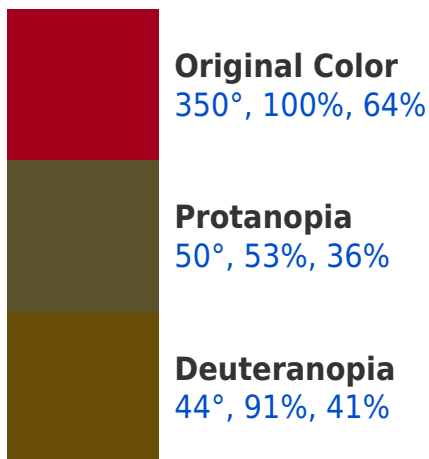 Original Color
350°, 100%, 64%
Protanopia
50°, 53%, 36%
Deuteranopia
44°, 91%, 41%